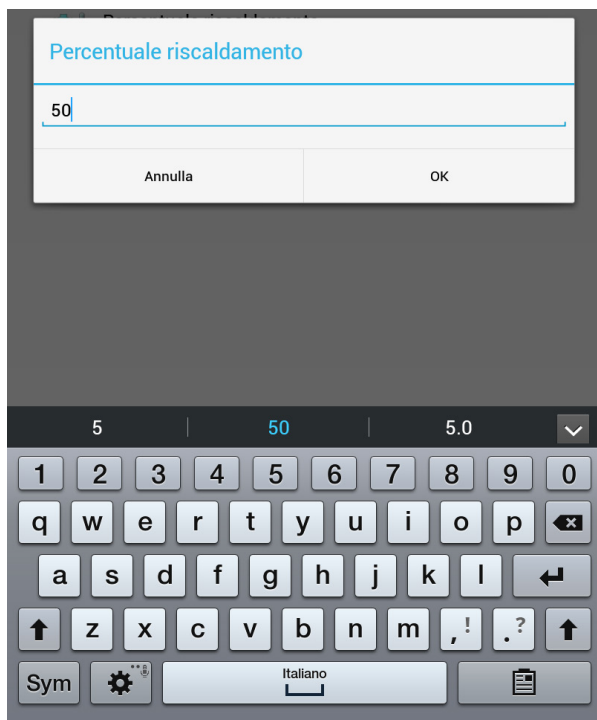 Percentuale riscaldamento
50
Annulla OK
5 50 5.0
1 2 3 4 5 6 7 8 9 0
q w e r t y u i o p
a s d f g h j k l
z x c v b n m , ! . ?
Sym Italiano